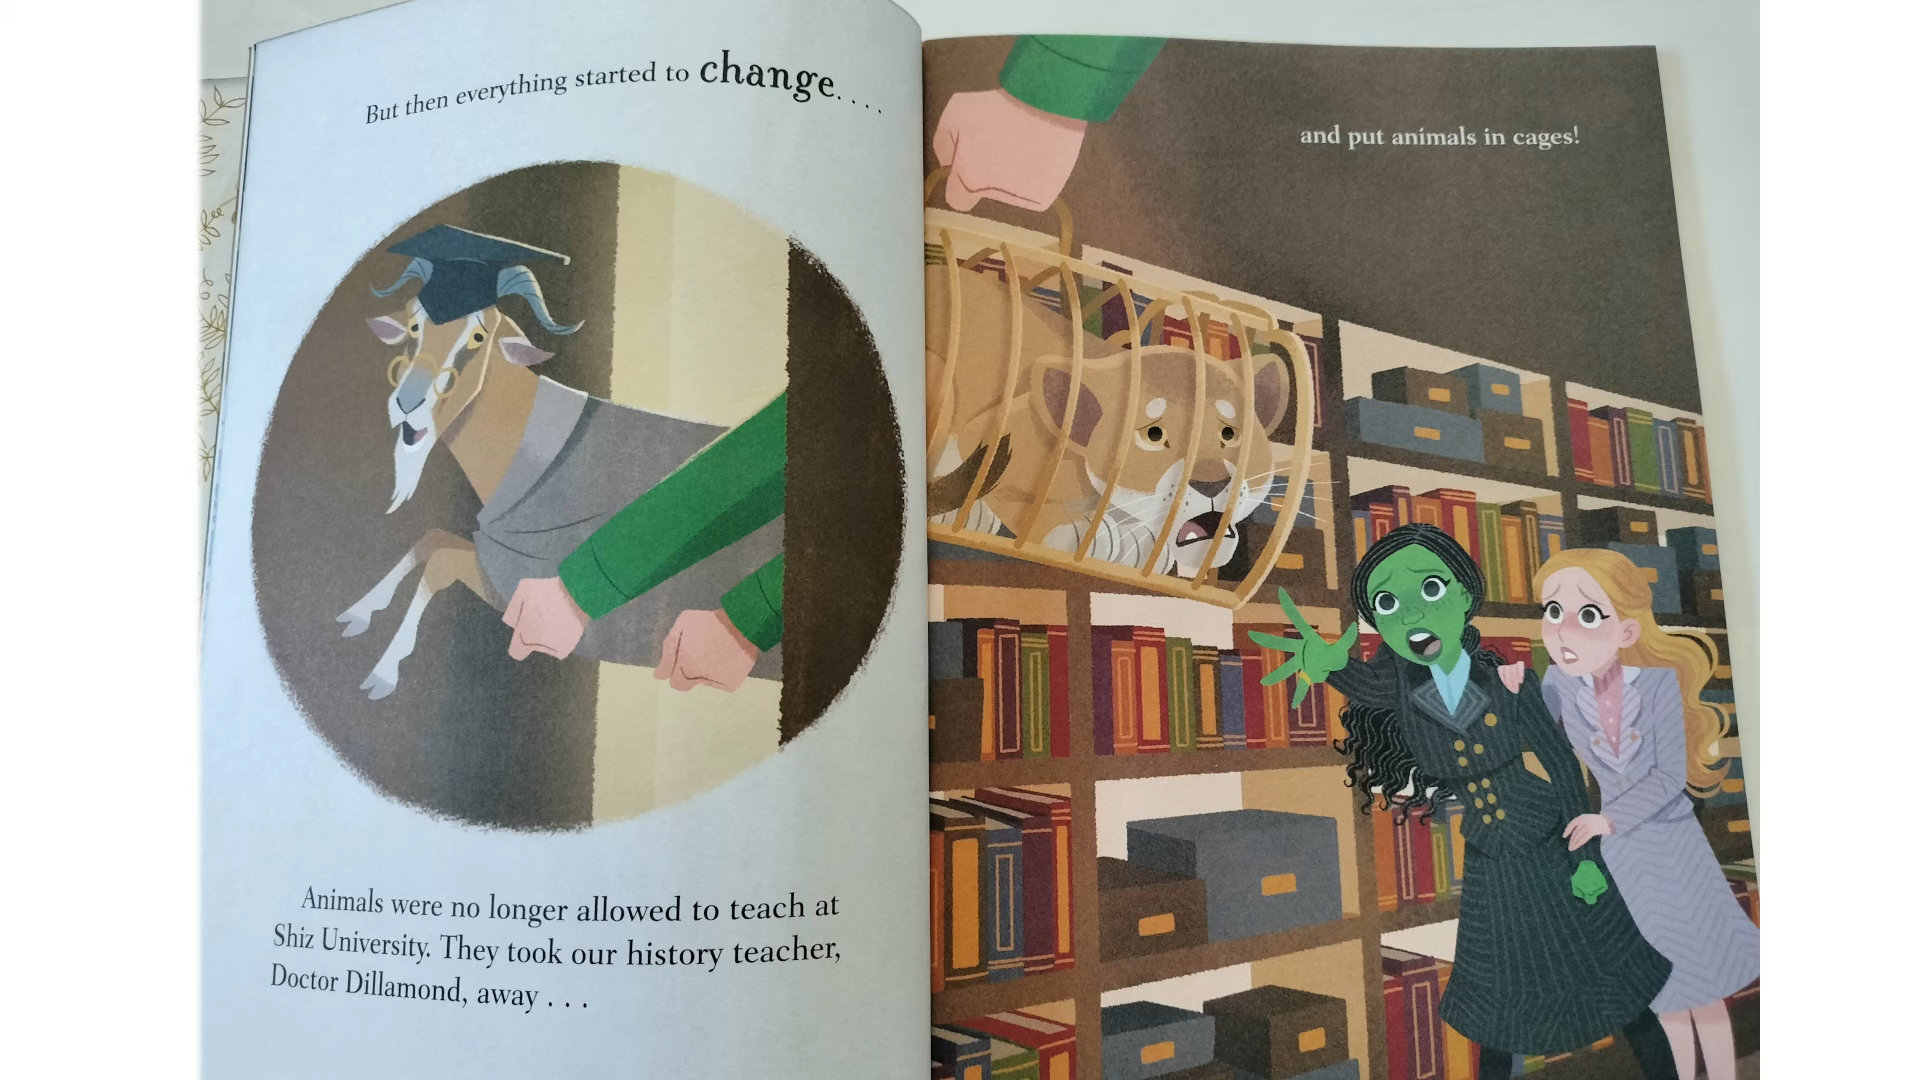 But then everything started to change. . . .
Animals were no longer allowed to teach at
Shiz University. They took our history teacher,
Doctor Dillamond, away . . .
and put animals in cages!